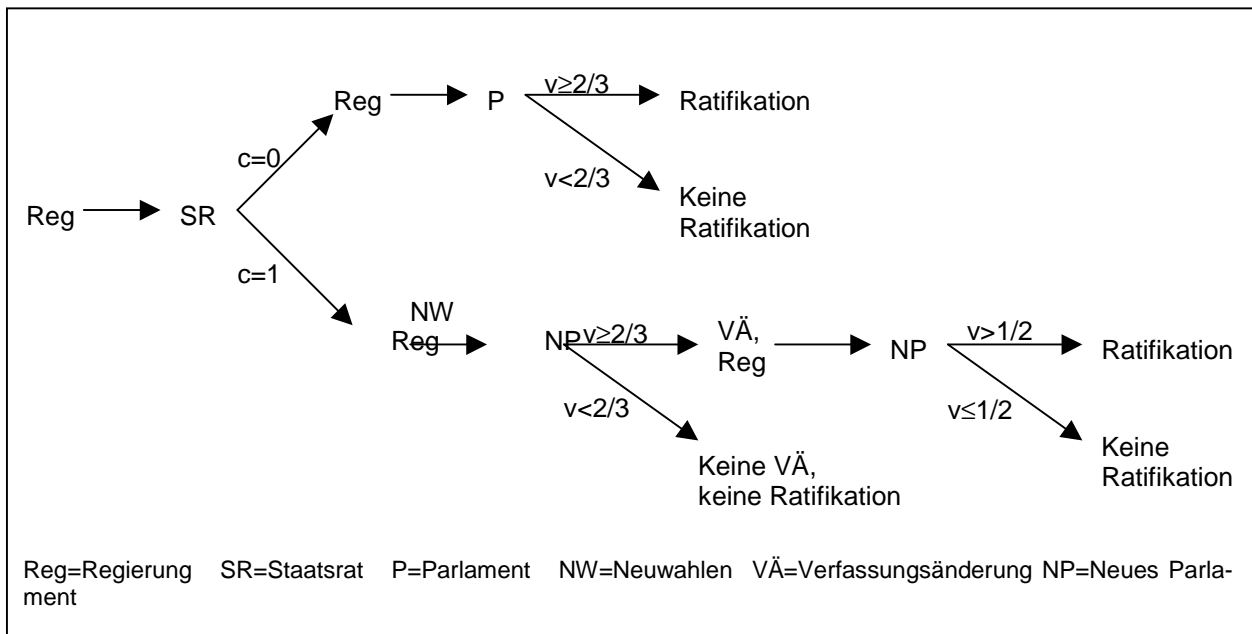 Reg
P
v≥2/3
Ratifikation
c=0
v<2/3
Keine
Ratifikation
Reg
SR
c=1
NW
Reg
NP
v≥2/3
VÄ,
Reg
NP
v>1/2
Ratifikation
v<2/3
v≤1/2
Keine VÄ,
keine Ratifikation
Keine
Ratifikation
Reg=Regierung SR=Staatsrat P=Parlament NW=Neuwahlen VÄ=Verfassungsänderung NP=Neues Parla-
ment